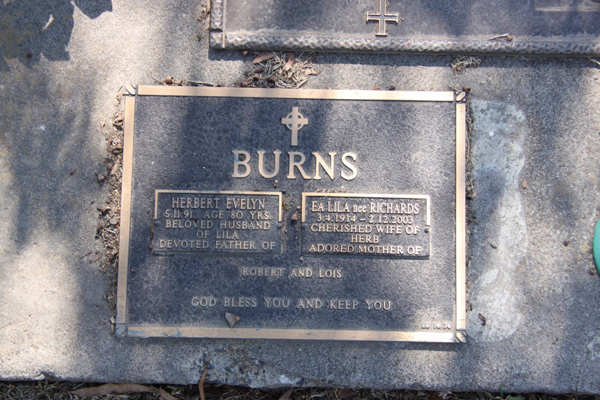 BURNS
HERBERT EVELYN
5.11.91. AGE 80 YRS
BELOVED HUSBAND
OF LILA
DEVOTED FATHER OF
EA LILA nee RICHARDS
3.4.1914 - 2.12.2003
CHERISHED WIFE OF
HERB
ADORED MOTHER OF
ROBERT AND LOIS
GOD BLESS YOU AND KEEP YOU